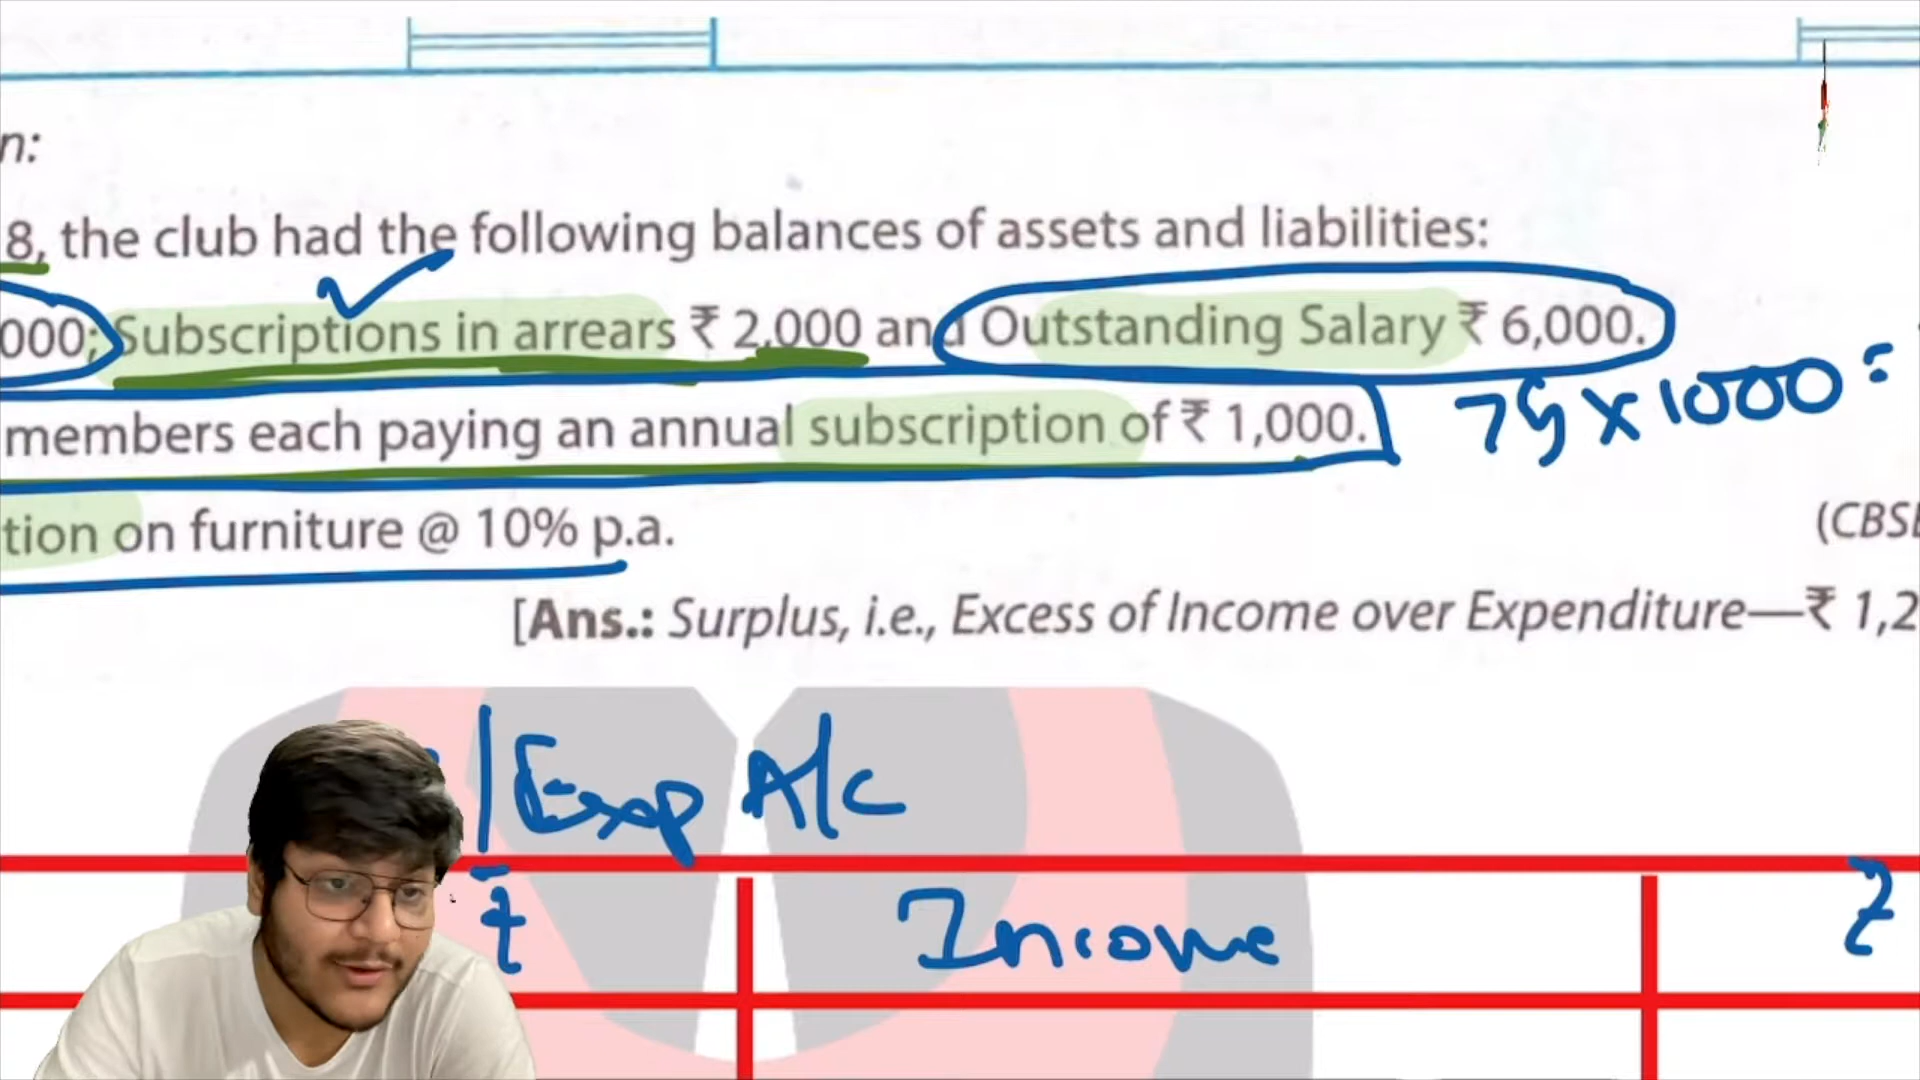 n:
8, the club had the following balances of assets and liabilities:
000; Subscriptions in arrears ₹ 2,000 and Outstanding Salary ₹ 6,000.
members each paying an annual subscription of ₹ 1,000.
75 x 1000 =
tion on furniture @ 10% p.a.
(CBSE
[Ans.: Surplus, i.e., Excess of Income over Expenditure—₹ 1,2
| Exp A/c
₹ Income ₹